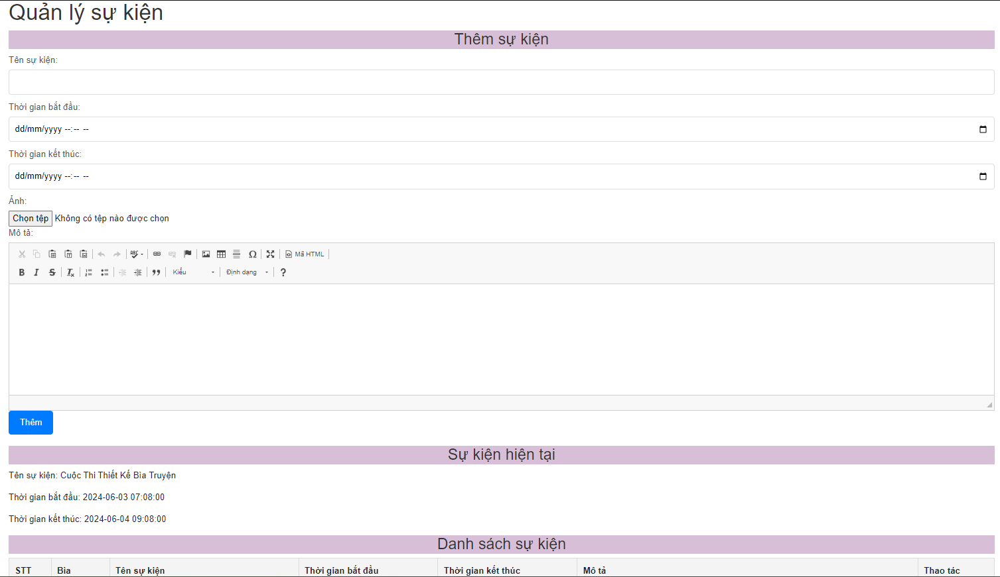 Quản lý sự kiện
Thêm sự kiện
Tên sự kiện:
Thời gian bắt đầu:
dd/mm/yyyy --:-- --
Thời gian kết thúc:
dd/mm/yyyy --:-- --
Ảnh:
Chọn tệp Không có tệp nào được chọn
Mô tả:
Mã HTML
Kiểu Định dạng
Thêm
Sự kiện hiện tại
Tên sự kiện: Cuộc Thi Thiết Kế Bìa Truyện
Thời gian bắt đầu: 2024-06-03 07:08:00
Thời gian kết thúc: 2024-06-04 09:08:00
Danh sách sự kiện
STT Bìa Tên sự kiện Thời gian bắt đầu Thời gian kết thúc Mô tả Thao tác